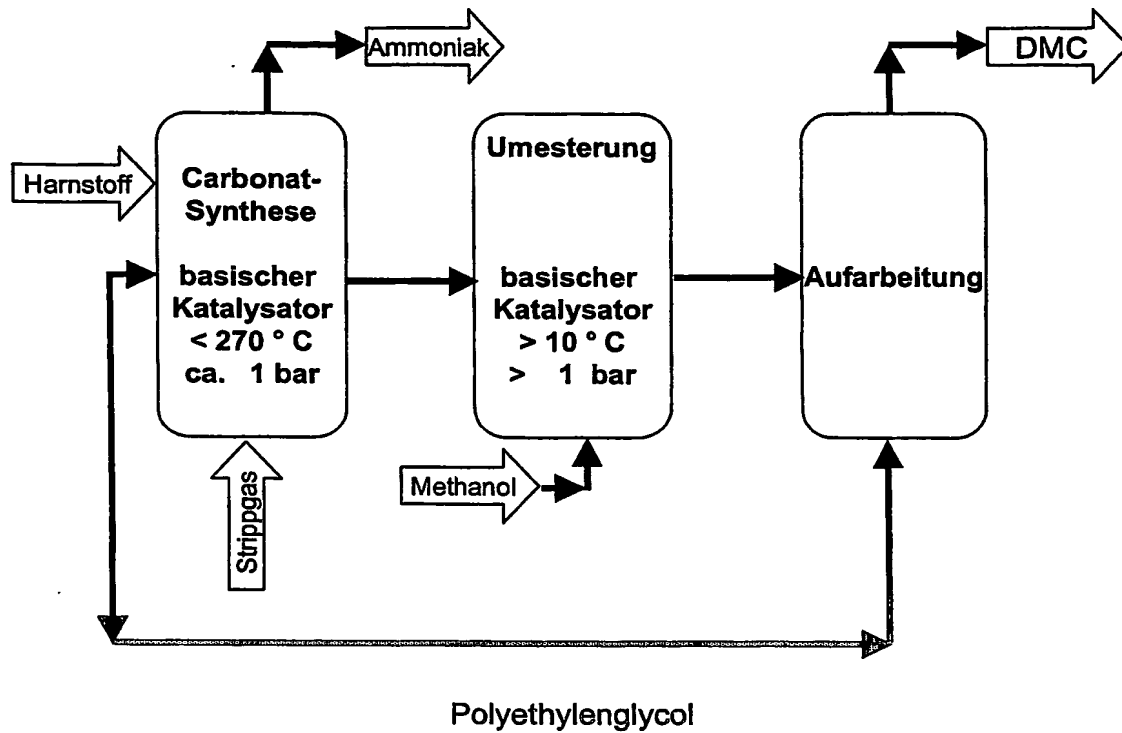 Ammoniak
DMC
Harnstoff
Carbonat-
Synthese
basischer
Katalysator
< 270 ° C
ca. 1 bar
Umesterung
basischer
Katalysator
> 10 ° C
> 1 bar
Aufarbeitung
Strippgas
Methanol
Polyethylenglycol